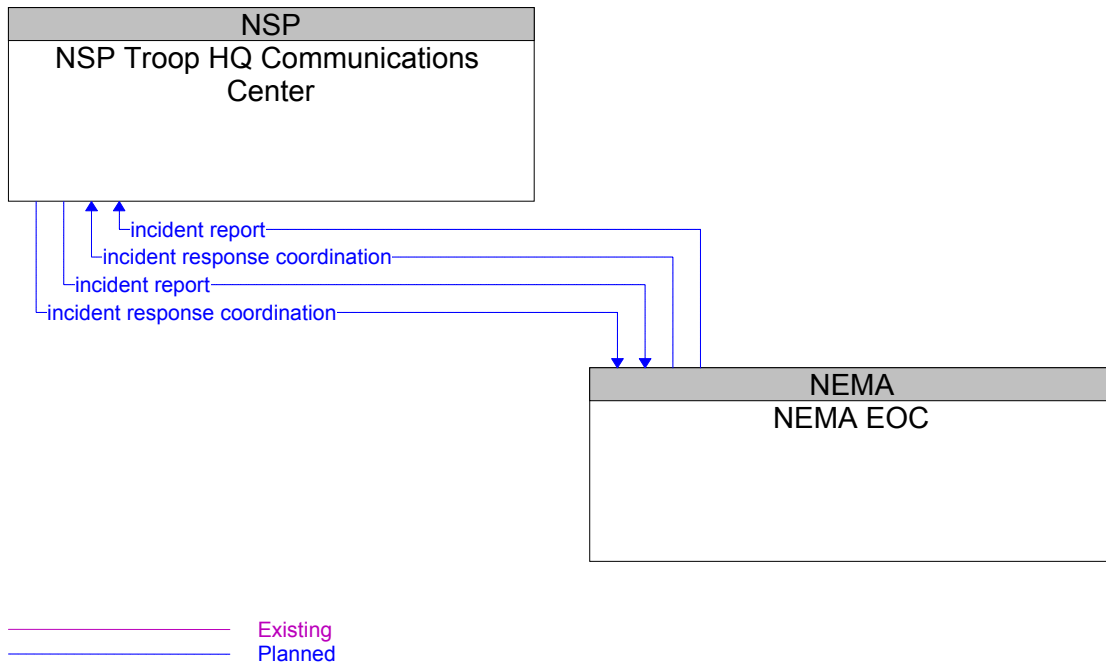 NSP
NSP Troop HQ Communications
Center
incident report
incident response coordination
incident report
incident response coordination
NEMA
NEMA EOC
Existing
Planned